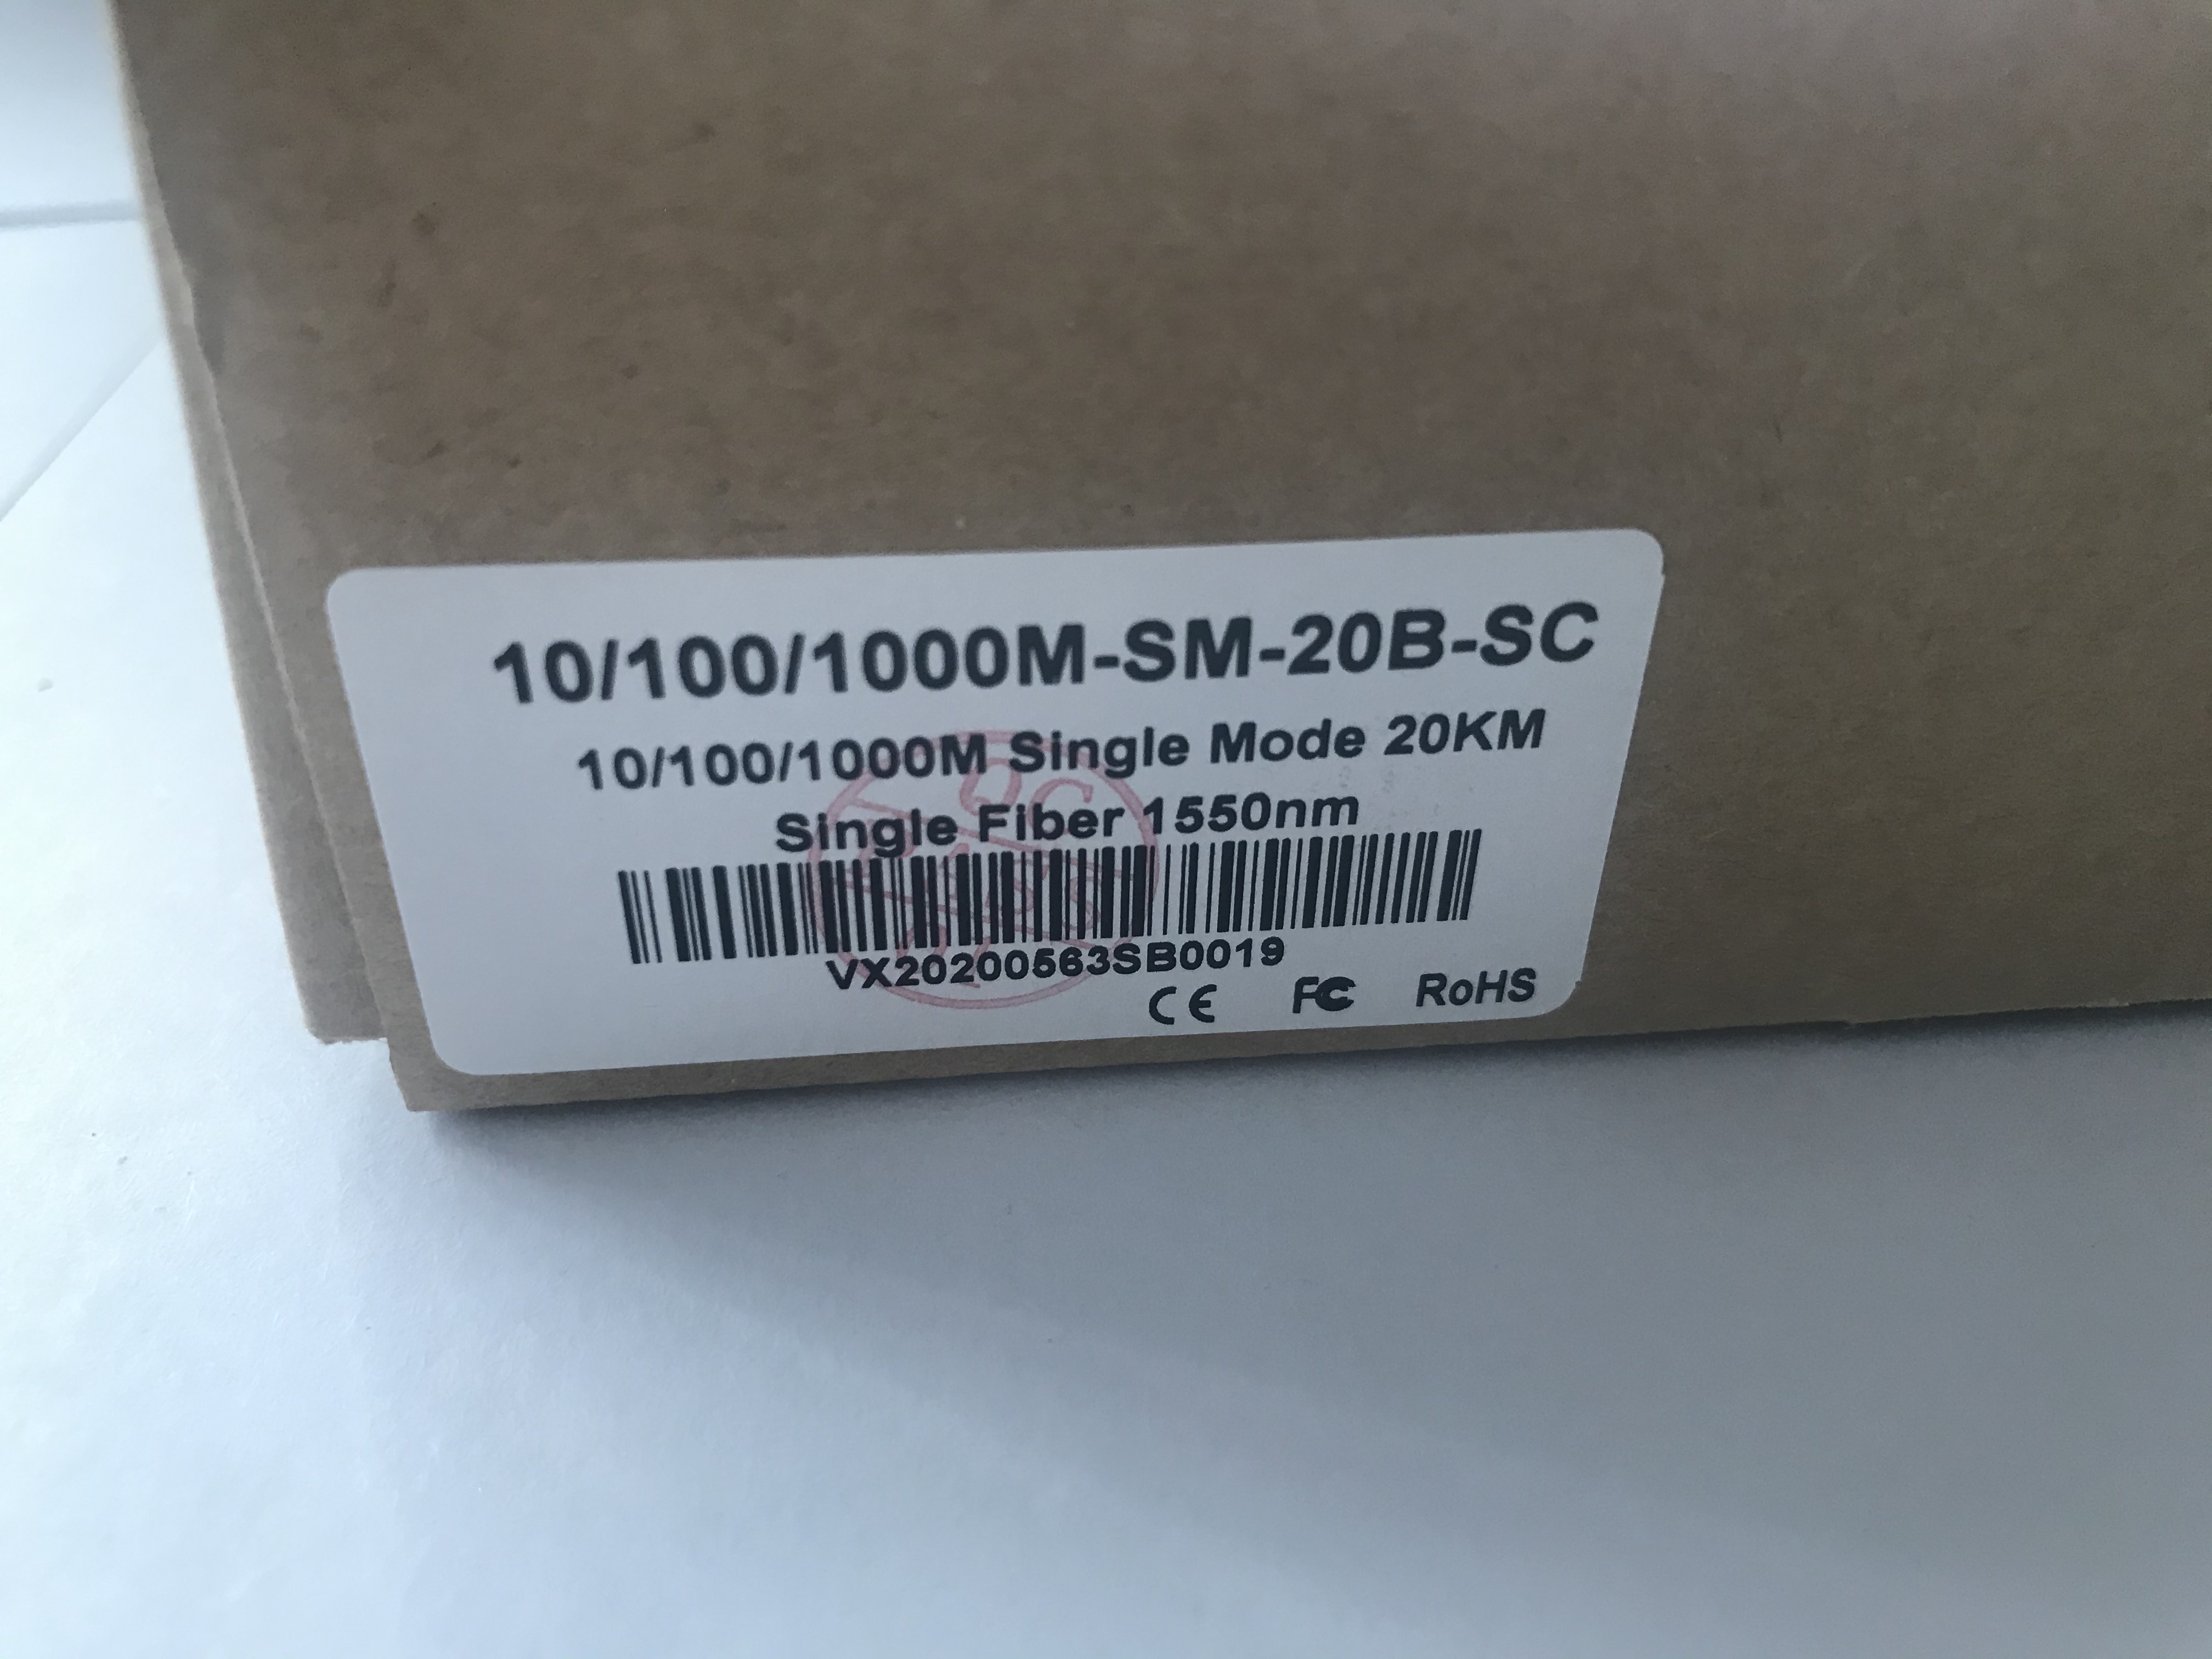 10/100/1000M-SM-20B-SC
10/100/1000M Single Mode 20KM
Single Fiber 1550nm
VX20200563SB0019
CE FC RoHS